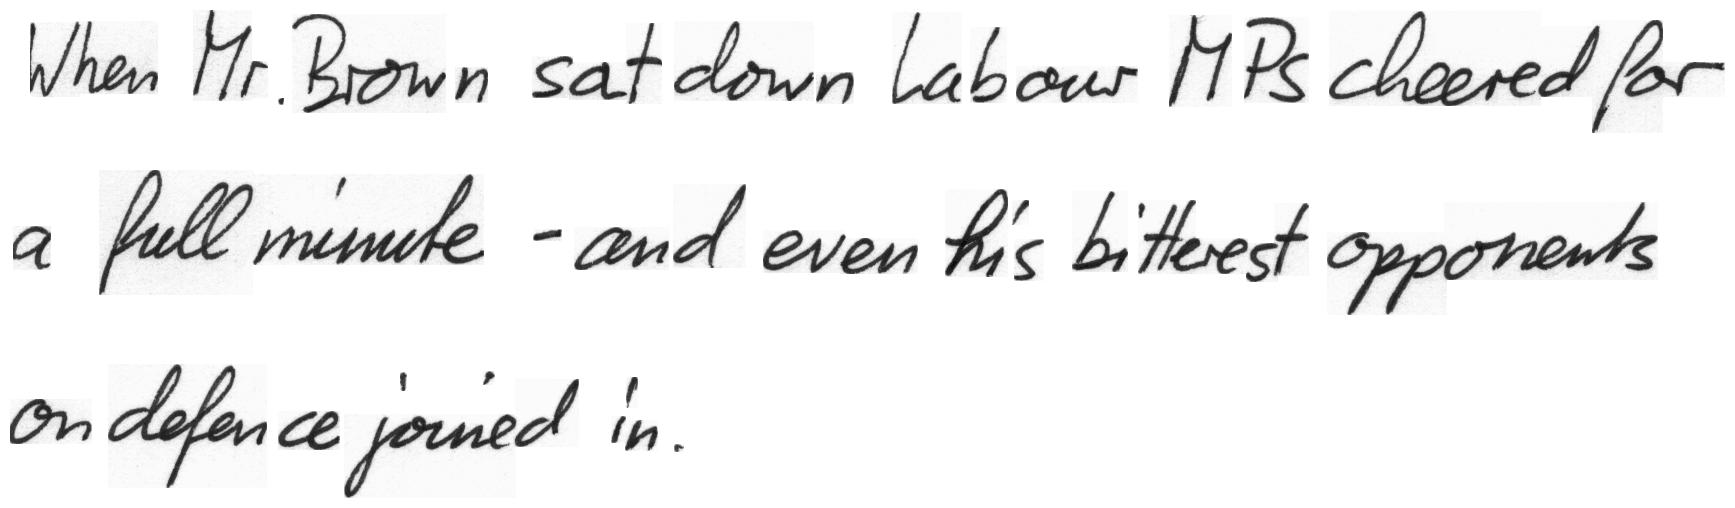 When Mr. Brown sat down Labour MPs cheered for
a full minute - and even his bitterest opponents
on defence joined in.